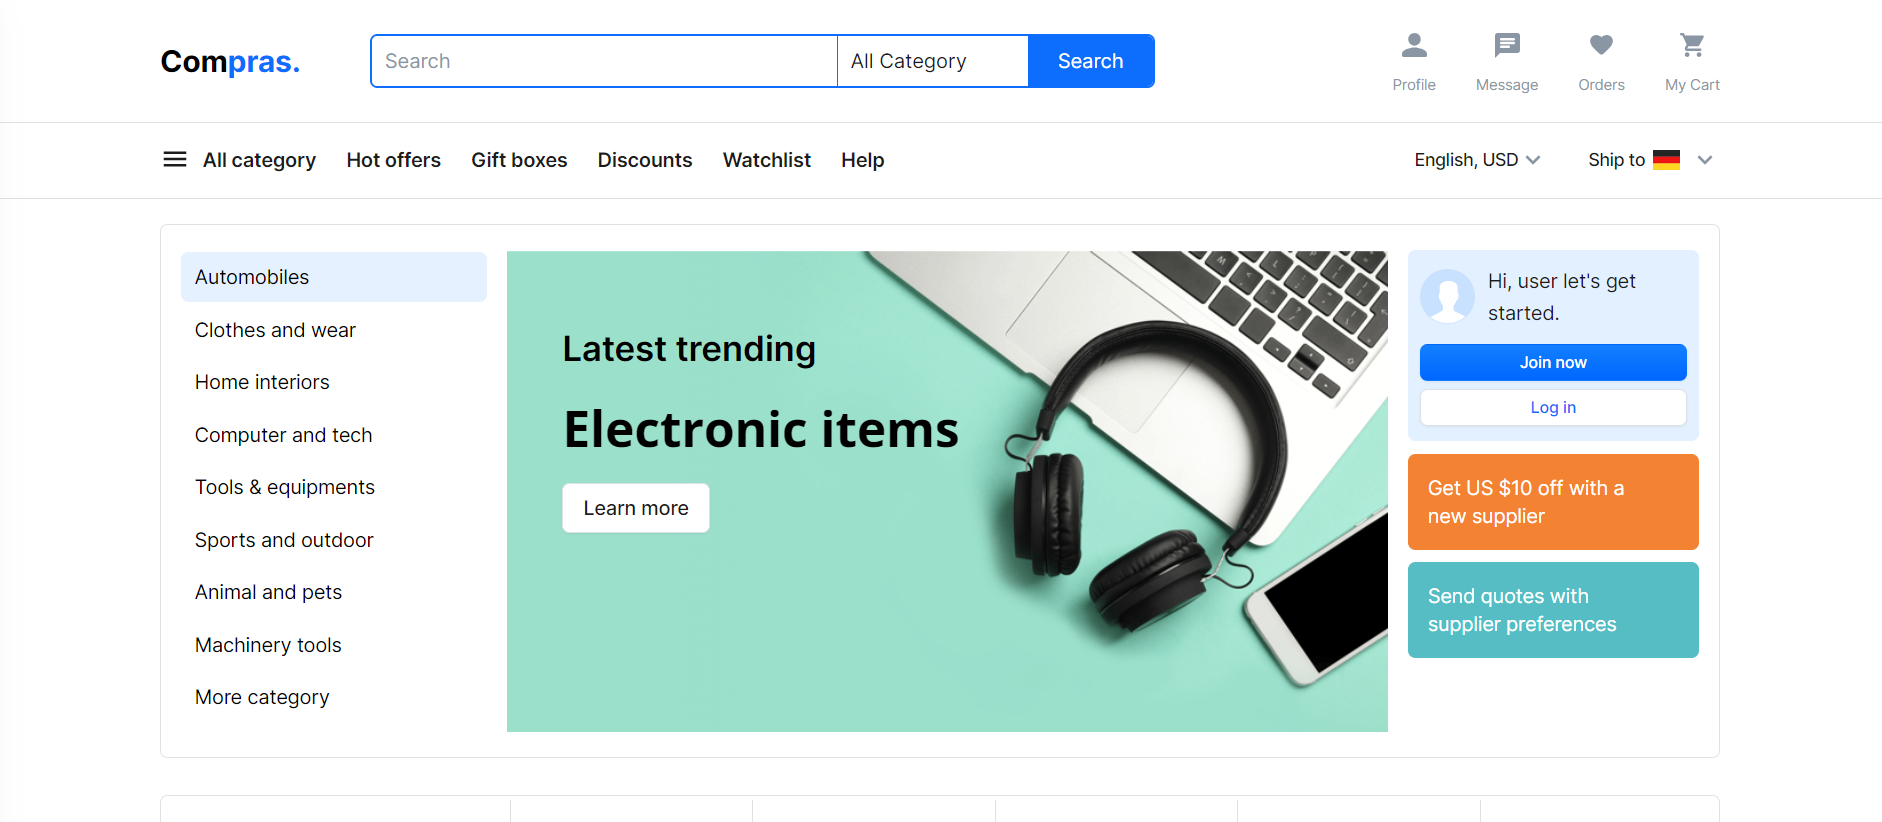 Compras.
Search
All Category
Search
Profile
Message
Orders
My Cart
All category
Hot offers
Gift boxes
Discounts
Watchlist
Help
English, USD
Ship to
Automobiles
Clothes and wear
Home interiors
Computer and tech
Tools & equipments
Sports and outdoor
Animal and pets
Machinery tools
More category
Latest trending
Electronic items
Learn more
Hi, user let's get
started.
Join now
Log in
Get US $10 off with a
new supplier
Send quotes with
supplier preferences